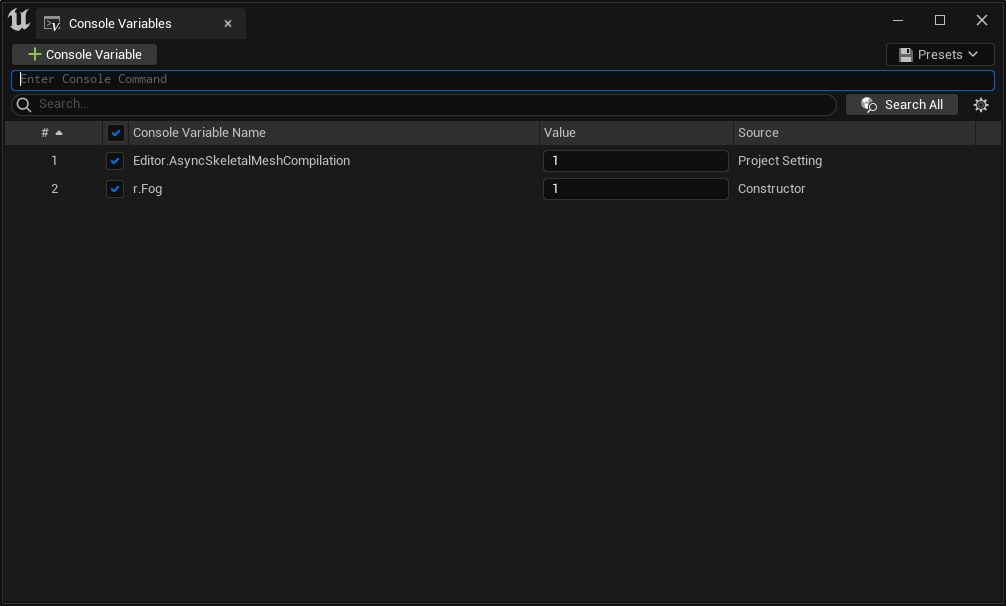 Console Variables
Console Variable
Presets
Enter Console Command
Search...
Search All
# Console Variable Name Value Source
1 Editor.AsyncSkeletalMeshCompilation 1 Project Setting
2 r.Fog 1 Constructor